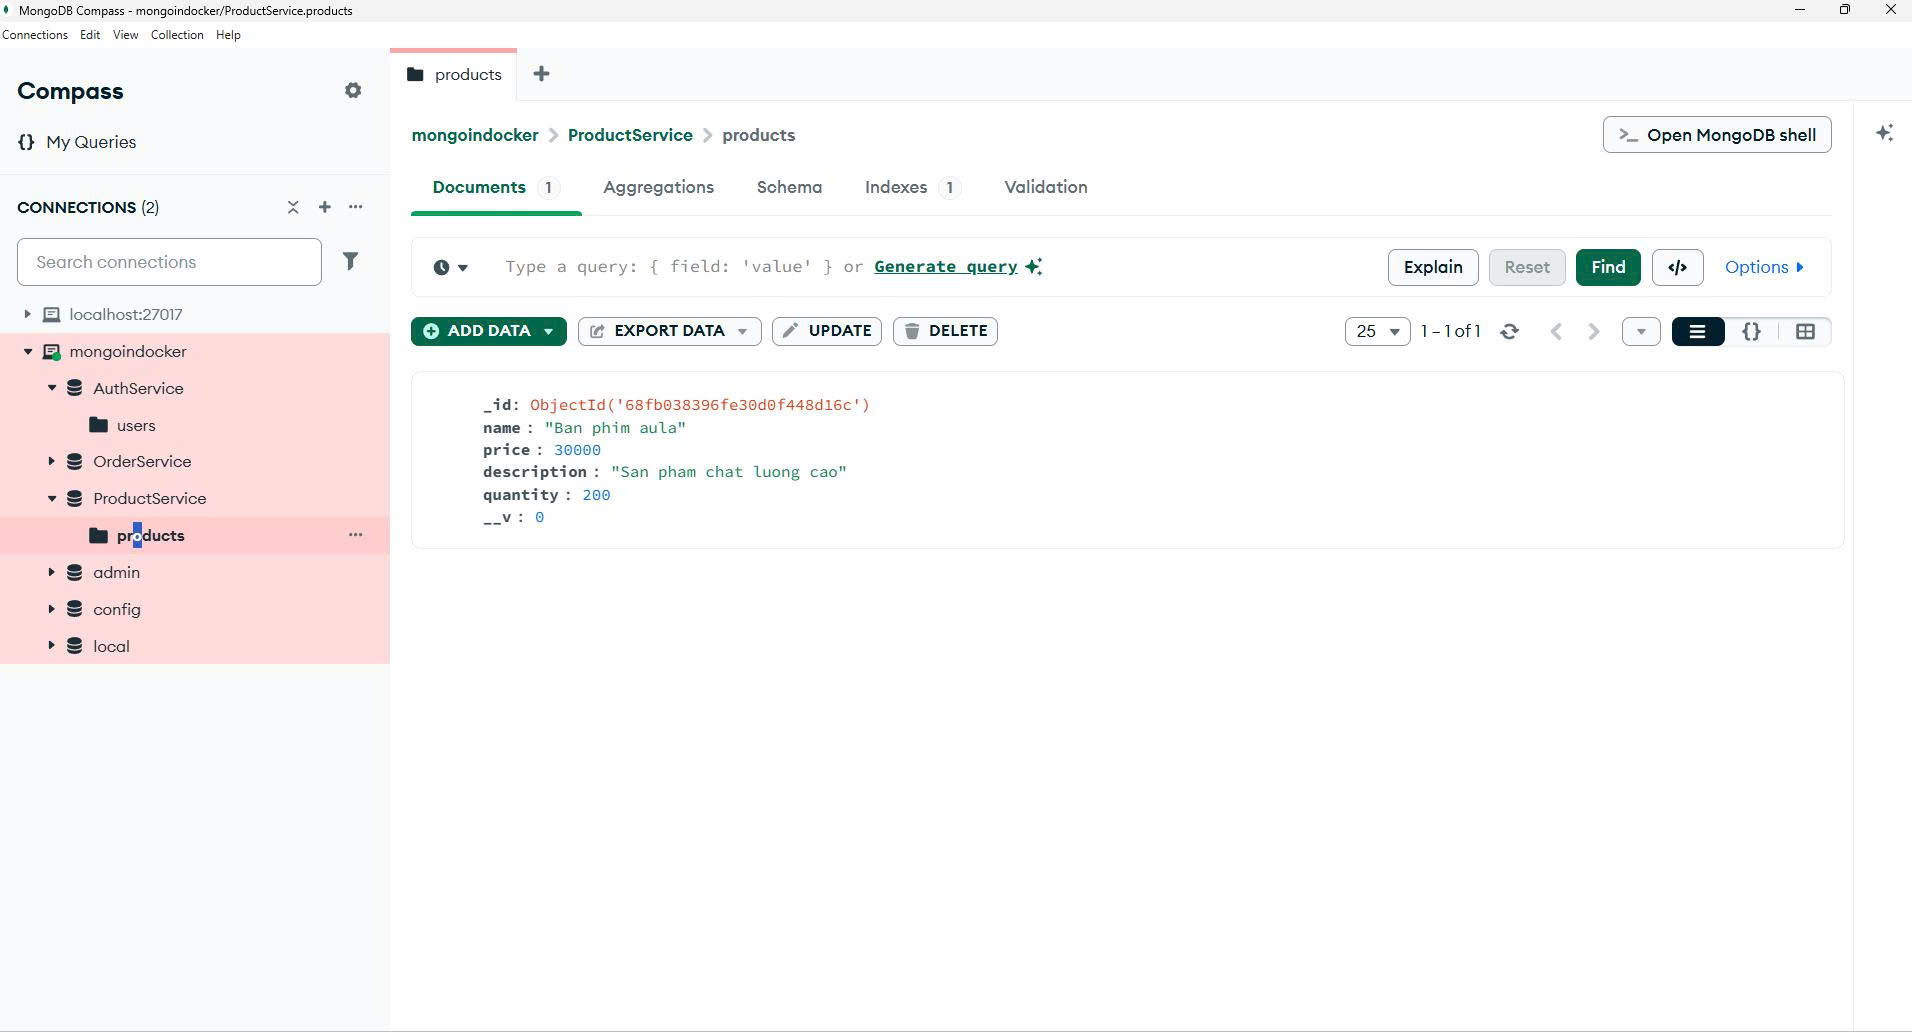 MongoDB Compass - mongoindocker/ProductService.products
Connections Edit View Collection Help
Compass
{} My Queries
CONNECTIONS (2)
Search connections
localhost:27017
mongoindocker
AuthService
users
OrderService
ProductService
products
admin
config
local
products
mongoindocker > ProductService > products
>_ Open MongoDB shell
Documents 1 Aggregations Schema Indexes 1 Validation
Type a query: { field: 'value' } or Generate query
Explain Reset Find </> Options
ADD DATA EXPORT DATA UPDATE DELETE
25 1 – 1 of 1 {}
_id: ObjectId('68fb038396fe30d0f448d16c')
name : "Ban phim aula"
price : 30000
description : "San pham chat luong cao"
quantity : 200
__v : 0